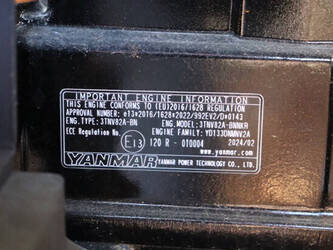 IMPORTANT ENGINE INFORMATION
THIS ENGINE CONFORMS TO (EU)2016/1628 REGULATION
APPROVAL NUMBER: e13*2016/1628*2022/992EV2/D*0143
ENG.TYPE: 3TNV82A-BN ENG.MODEL: 3TNV82A-BNNKR
ECE Regulation No. ENGINE FAMILY: YD133DNMNV2A
E13 120 R - 010004 2024/02
www.yanmar.com
YANMAR YANMAR POWER TECHNOLOGY CO., LTD.